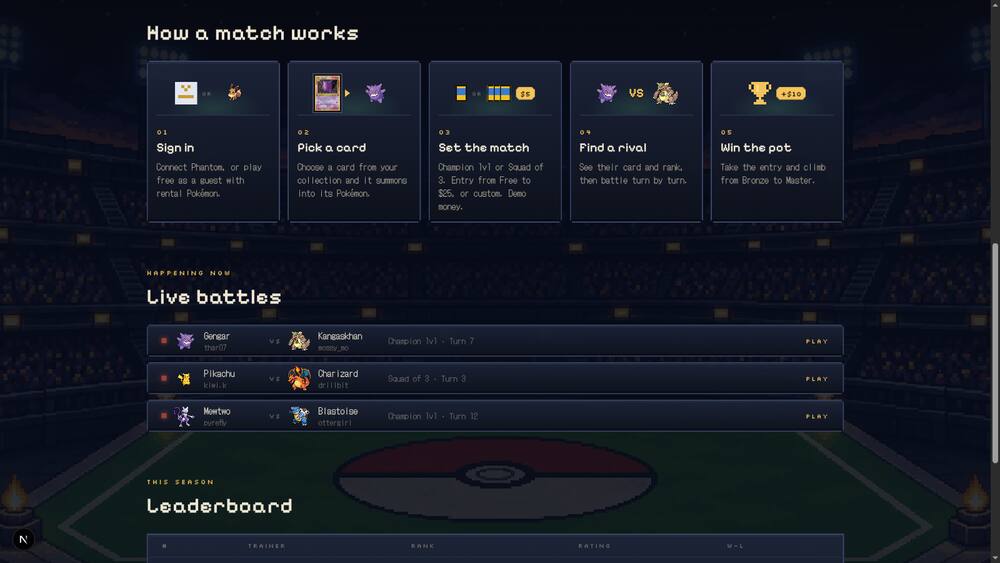 How a match works
OR
01
Sign in
Connect Phantom, or play
free as a guest with
rental Pokémon.
02
Pick a card
Choose a card from your
collection and it summons
into its Pokémon.
OR
$5
03
Set the match
Champion 1v1 or Squad of
3. Entry from Free to
$25, or custom. Demo
money.
VS
04
Find a rival
See their card and rank,
then battle turn by turn.
+$10
05
Win the pot
Take the entry and climb
from Bronze to Master.
HAPPENING NOW
Live battles
Gengar
thar07
VS
Kangaskhan
mossy_mo
Champion 1v1 · Turn 7
PLAY
Pikachu
kiwi.k
VS
Charizard
drillbit
Squad of 3 · Turn 3
PLAY
Mewtwo
pyrefly
VS
Blastoise
ottergirl
Champion 1v1 · Turn 12
PLAY
THIS SEASON
Leaderboard
# TRAINER RANK RATING W-L
N